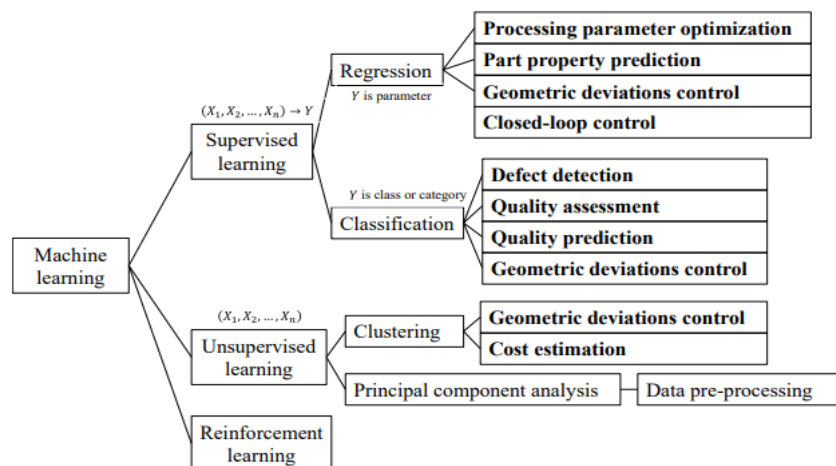 Machine
learning
(X₁, X₂, ..., Xₙ) → Y
Supervised
learning
Regression
Y is parameter
Processing parameter optimization
Part property prediction
Geometric deviations control
Closed-loop control
Y is class or category
Classification
Defect detection
Quality assessment
Quality prediction
Geometric deviations control
(X₁, X₂, ..., Xₙ)
Unsupervised
learning
Clustering
Geometric deviations control
Cost estimation
Principal component analysis
Data pre-processing
Reinforcement
learning